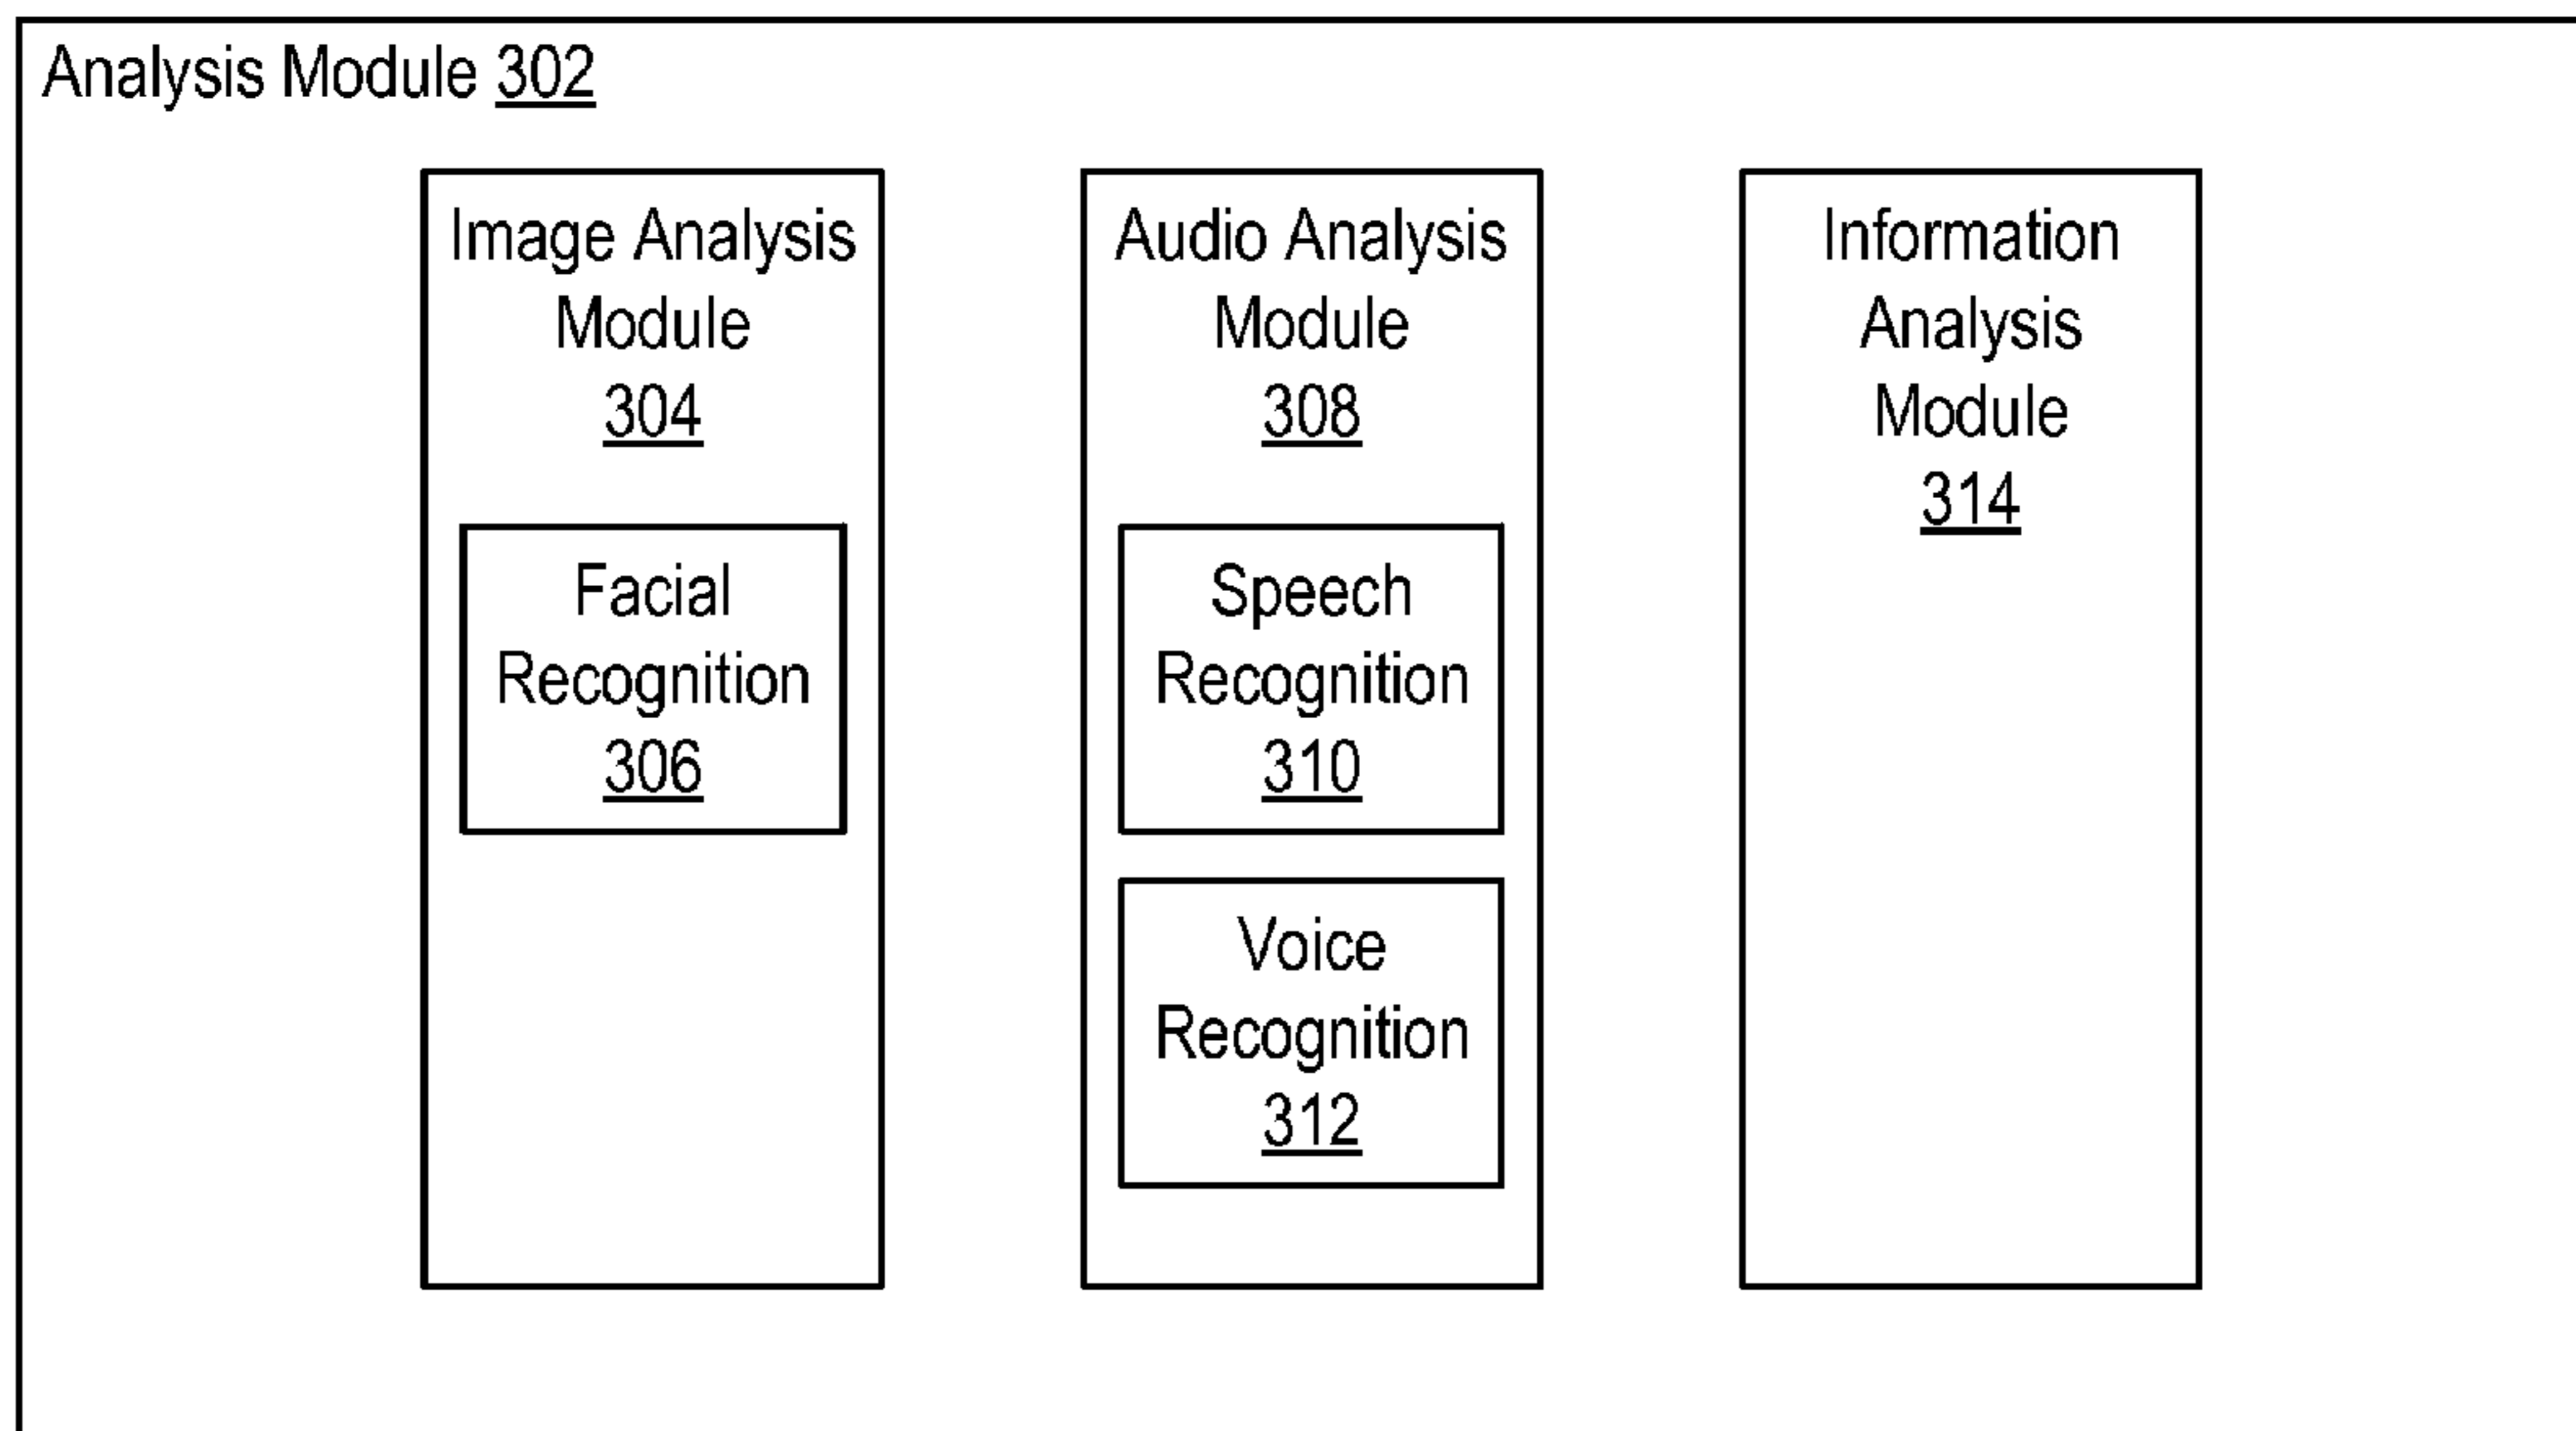 Analysis Module 302
Image Analysis
Module
304
Facial
Recognition
306
Audio Analysis
Module
308
Speech
Recognition
310
Voice
Recognition
312
Information
Analysis
Module
314